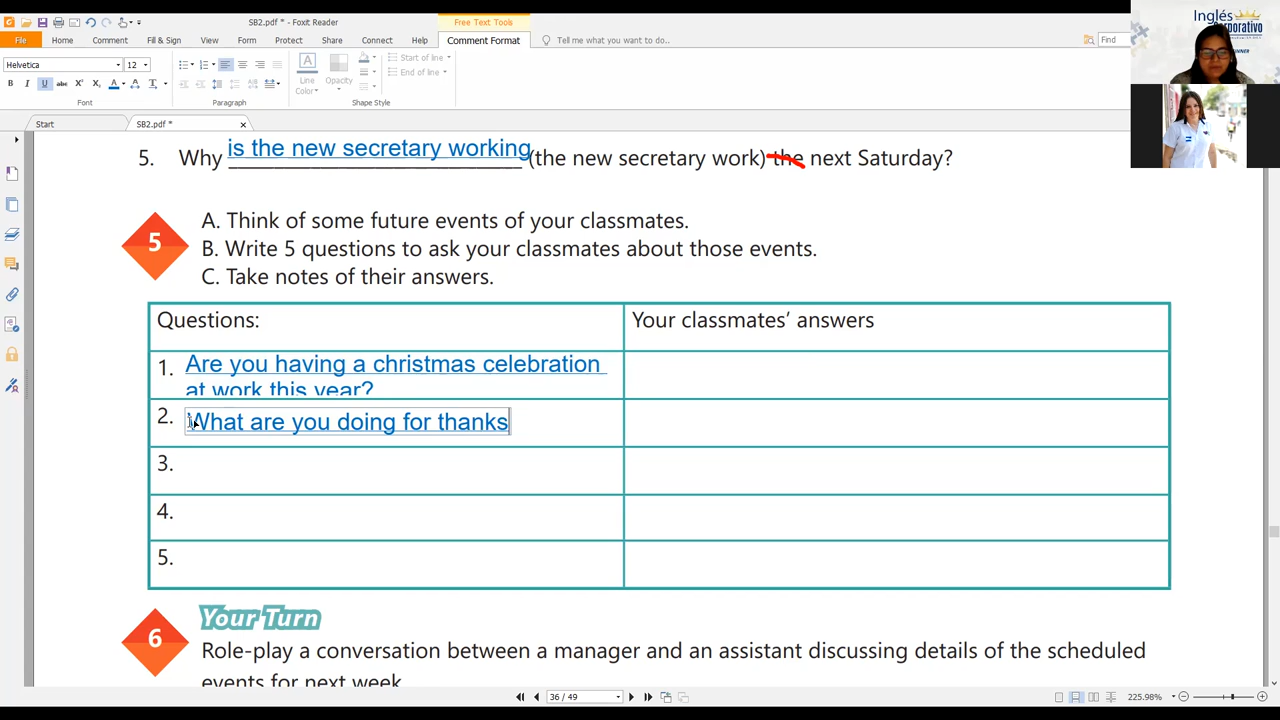 SB2.pdf * - Foxit Reader
Free Text Tools
File Home Comment Fill & Sign View Form Protect Share Connect Help Comment Format Tell me what you want to do.. Find
Helvetica 12
Line Color
Opacity
Start of line
End of line
Font Paragraph Shape Style
Start SB2.pdf *
5. Why is the new secretary working (the new secretary work) the next Saturday?
5
A. Think of some future events of your classmates.
B. Write 5 questions to ask your classmates about those events.
C. Take notes of their answers.
Questions: Your classmates’ answers
1. Are you having a christmas celebration
at work this year?
2. What are you doing for thanks
3.
4.
5.
6
Your Turn
Role-play a conversation between a manager and an assistant discussing details of the scheduled
events for next week
36 / 49 225.98%
Inglés
Corporativo